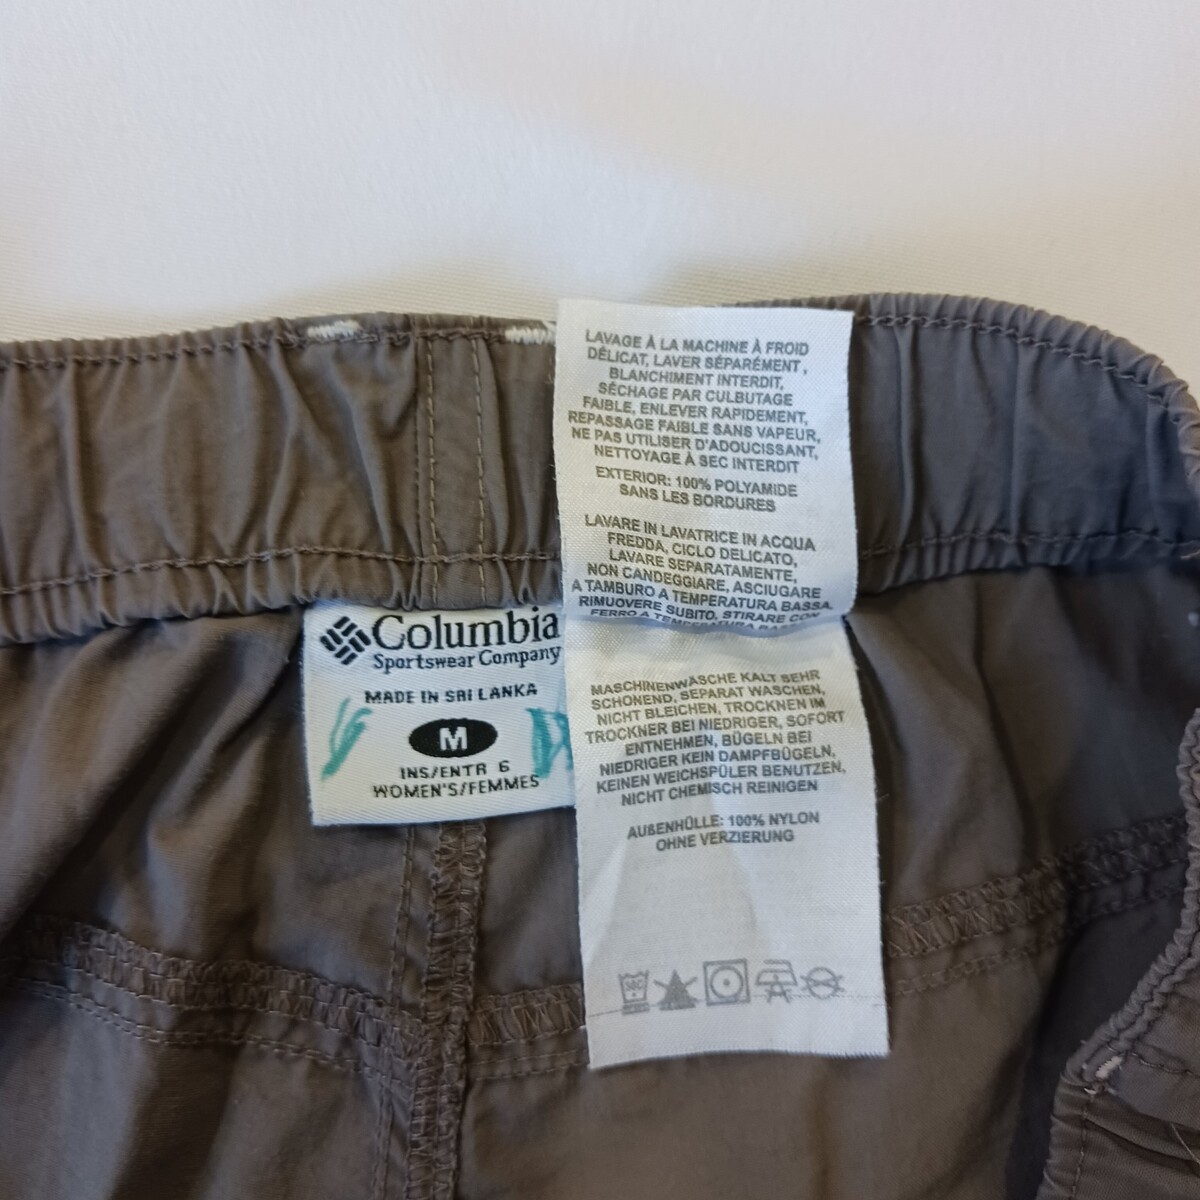 Columbia
Sportswear Company
MADE IN SRI LANKA
M
INS/ENTR 6
WOMEN'S/FEMMES
LAVAGE À LA MACHINE À FROID
DÉLICAT, LAVER SÉPARÉMENT,
BLANCHIMENT INTERDIT,
SÉCHAGE PAR CULBUTAGE
FAIBLE, ENLEVER RAPIDEMENT,
REPASSAGE FAIBLE SANS VAPEUR,
NE PAS UTILISER D'ADOUCISSANT,
NETTOYAGE À SEC INTERDIT
EXTERIOR: 100% POLYAMIDE
SANS LES BORDURES
LAVARE IN LAVATRICE IN ACQUA
FREDDA, CICLO DELICATO,
LAVARE SEPARATAMENTE,
NON CANDEGGIARE, ASCIUGARE
A TAMBURO A TEMPERATURA BASSA,
RIMUOVERE SUBITO, STIRARE CON
FERRO A TEMPERATURA
MASCHINENWÄSCHE KALT SEHR
SCHONEND, SEPARAT WASCHEN,
NICHT BLEICHEN, TROCKNEN IM
TROCKNER BEI NIEDRIGER, SOFORT
ENTNEHMEN, BÜGELN BEI
NIEDRIGER KEIN DAMPFBÜGELN,
KEINEN WEICHSPÜLER BENUTZEN,
NICHT CHEMISCH REINIGEN
AUßENHÜLLE: 100% NYLON
OHNE VERZIERUNG